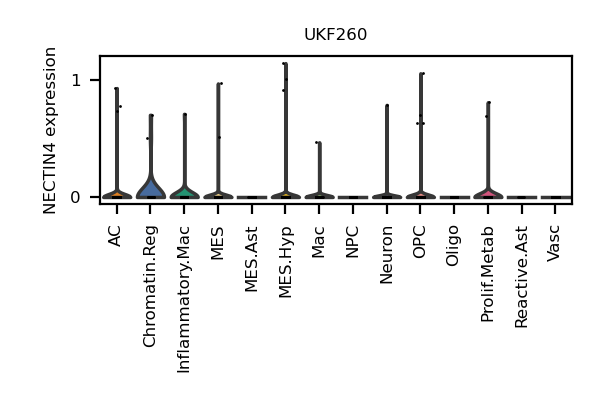 UKF260
NECTIN4 expression
1
0
AC
Chromatin.Reg
Inflammatory.Mac
MES
MES.Ast
MES.Hyp
Mac
NPC
Neuron
OPC
Oligo
Prolif.Metab
Reactive.Ast
Vasc